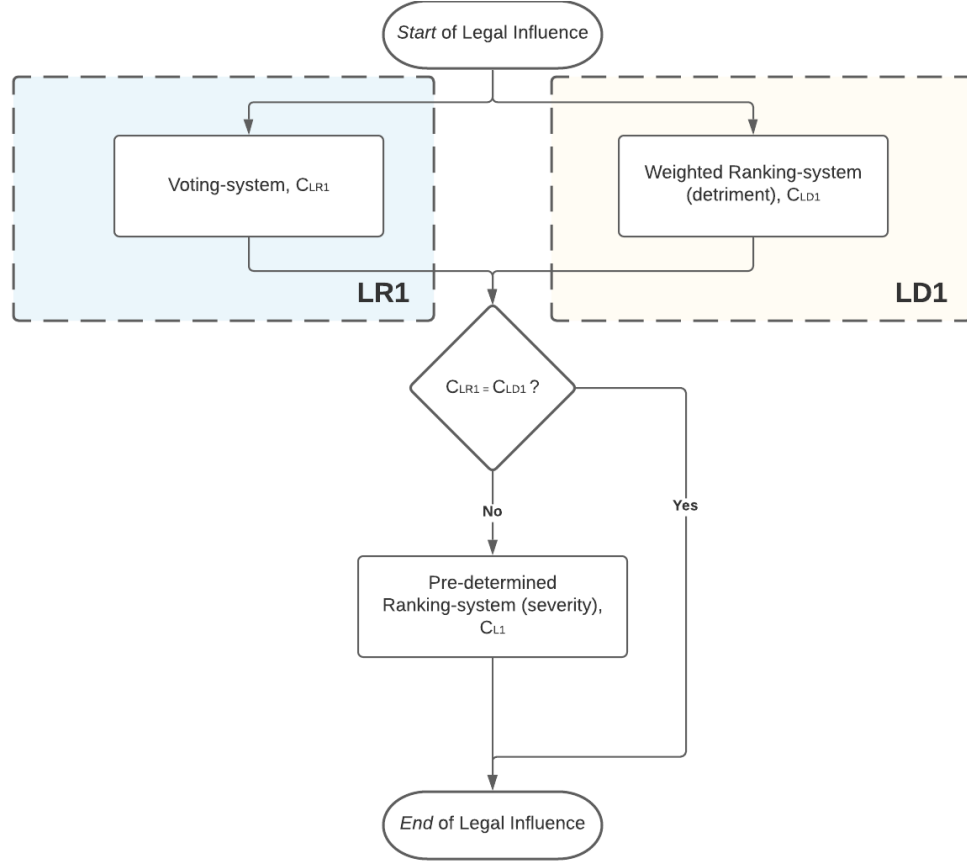 Start of Legal Influence
Voting-system, CLR1
Weighted Ranking-system
(detriment), CLD1
LR1
LD1
CLR1 = CLD1 ?
No
Yes
Pre-determined
Ranking-system (severity),
CL1
End of Legal Influence